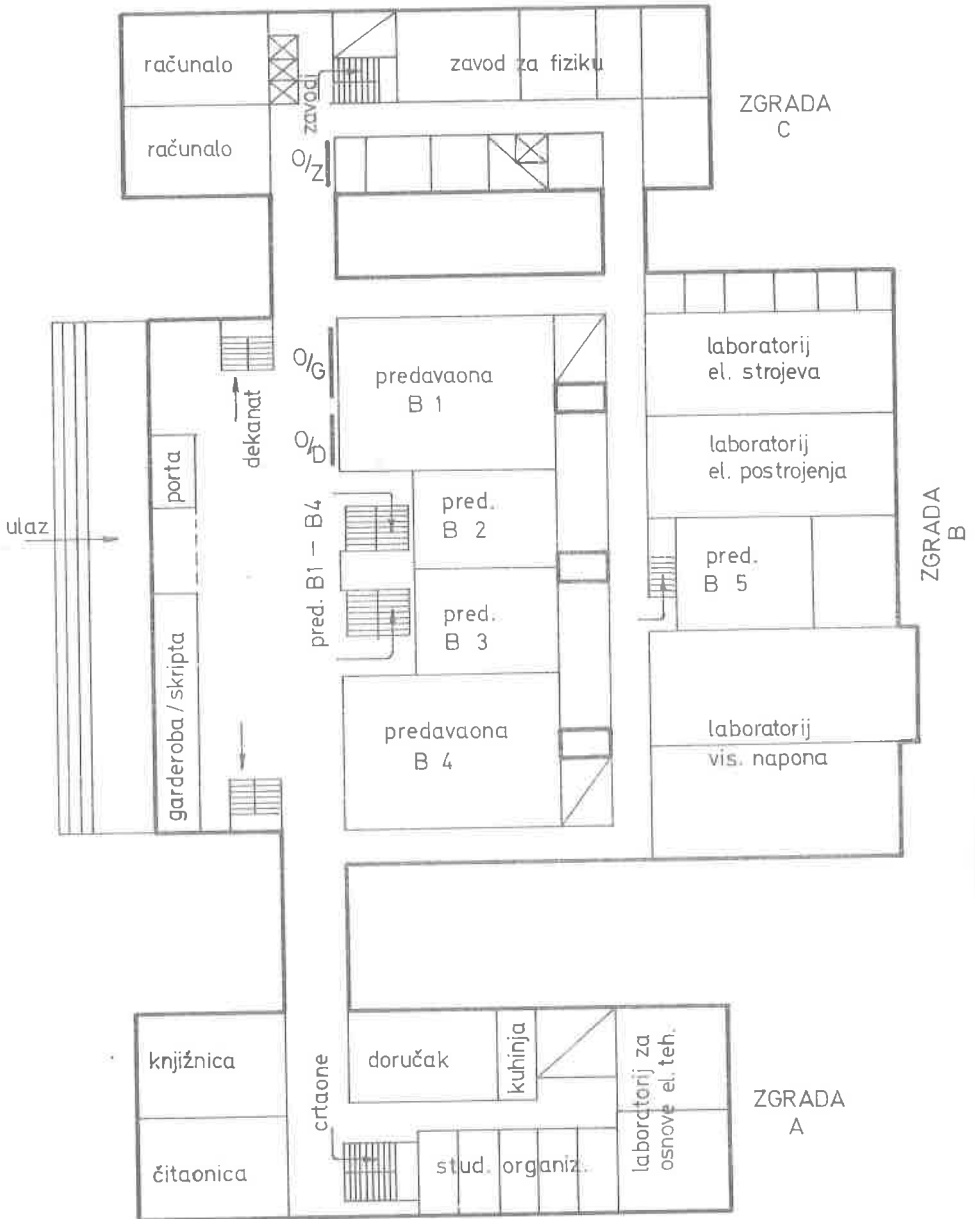 računalo
zavodi
zavod za fiziku
ZGRADA
C
računalo
O/Z
O/G
predavaona
B 1
laboratorij
el. strojeva
dekanat
O/D
porta
laboratorij
el. postrojenja
ulaz
pred. B1 – B4
pred.
B 2
pred.
B 5
ZGRADA
B
pred.
B 3
garderoba / skripta
predavaona
B 4
laboratorij
vis. napona
knjižnica
crtaone
doručak
kuhinja
laboratorij za
osnove el. teh.
ZGRADA
A
čitaonica
stud. organiz.